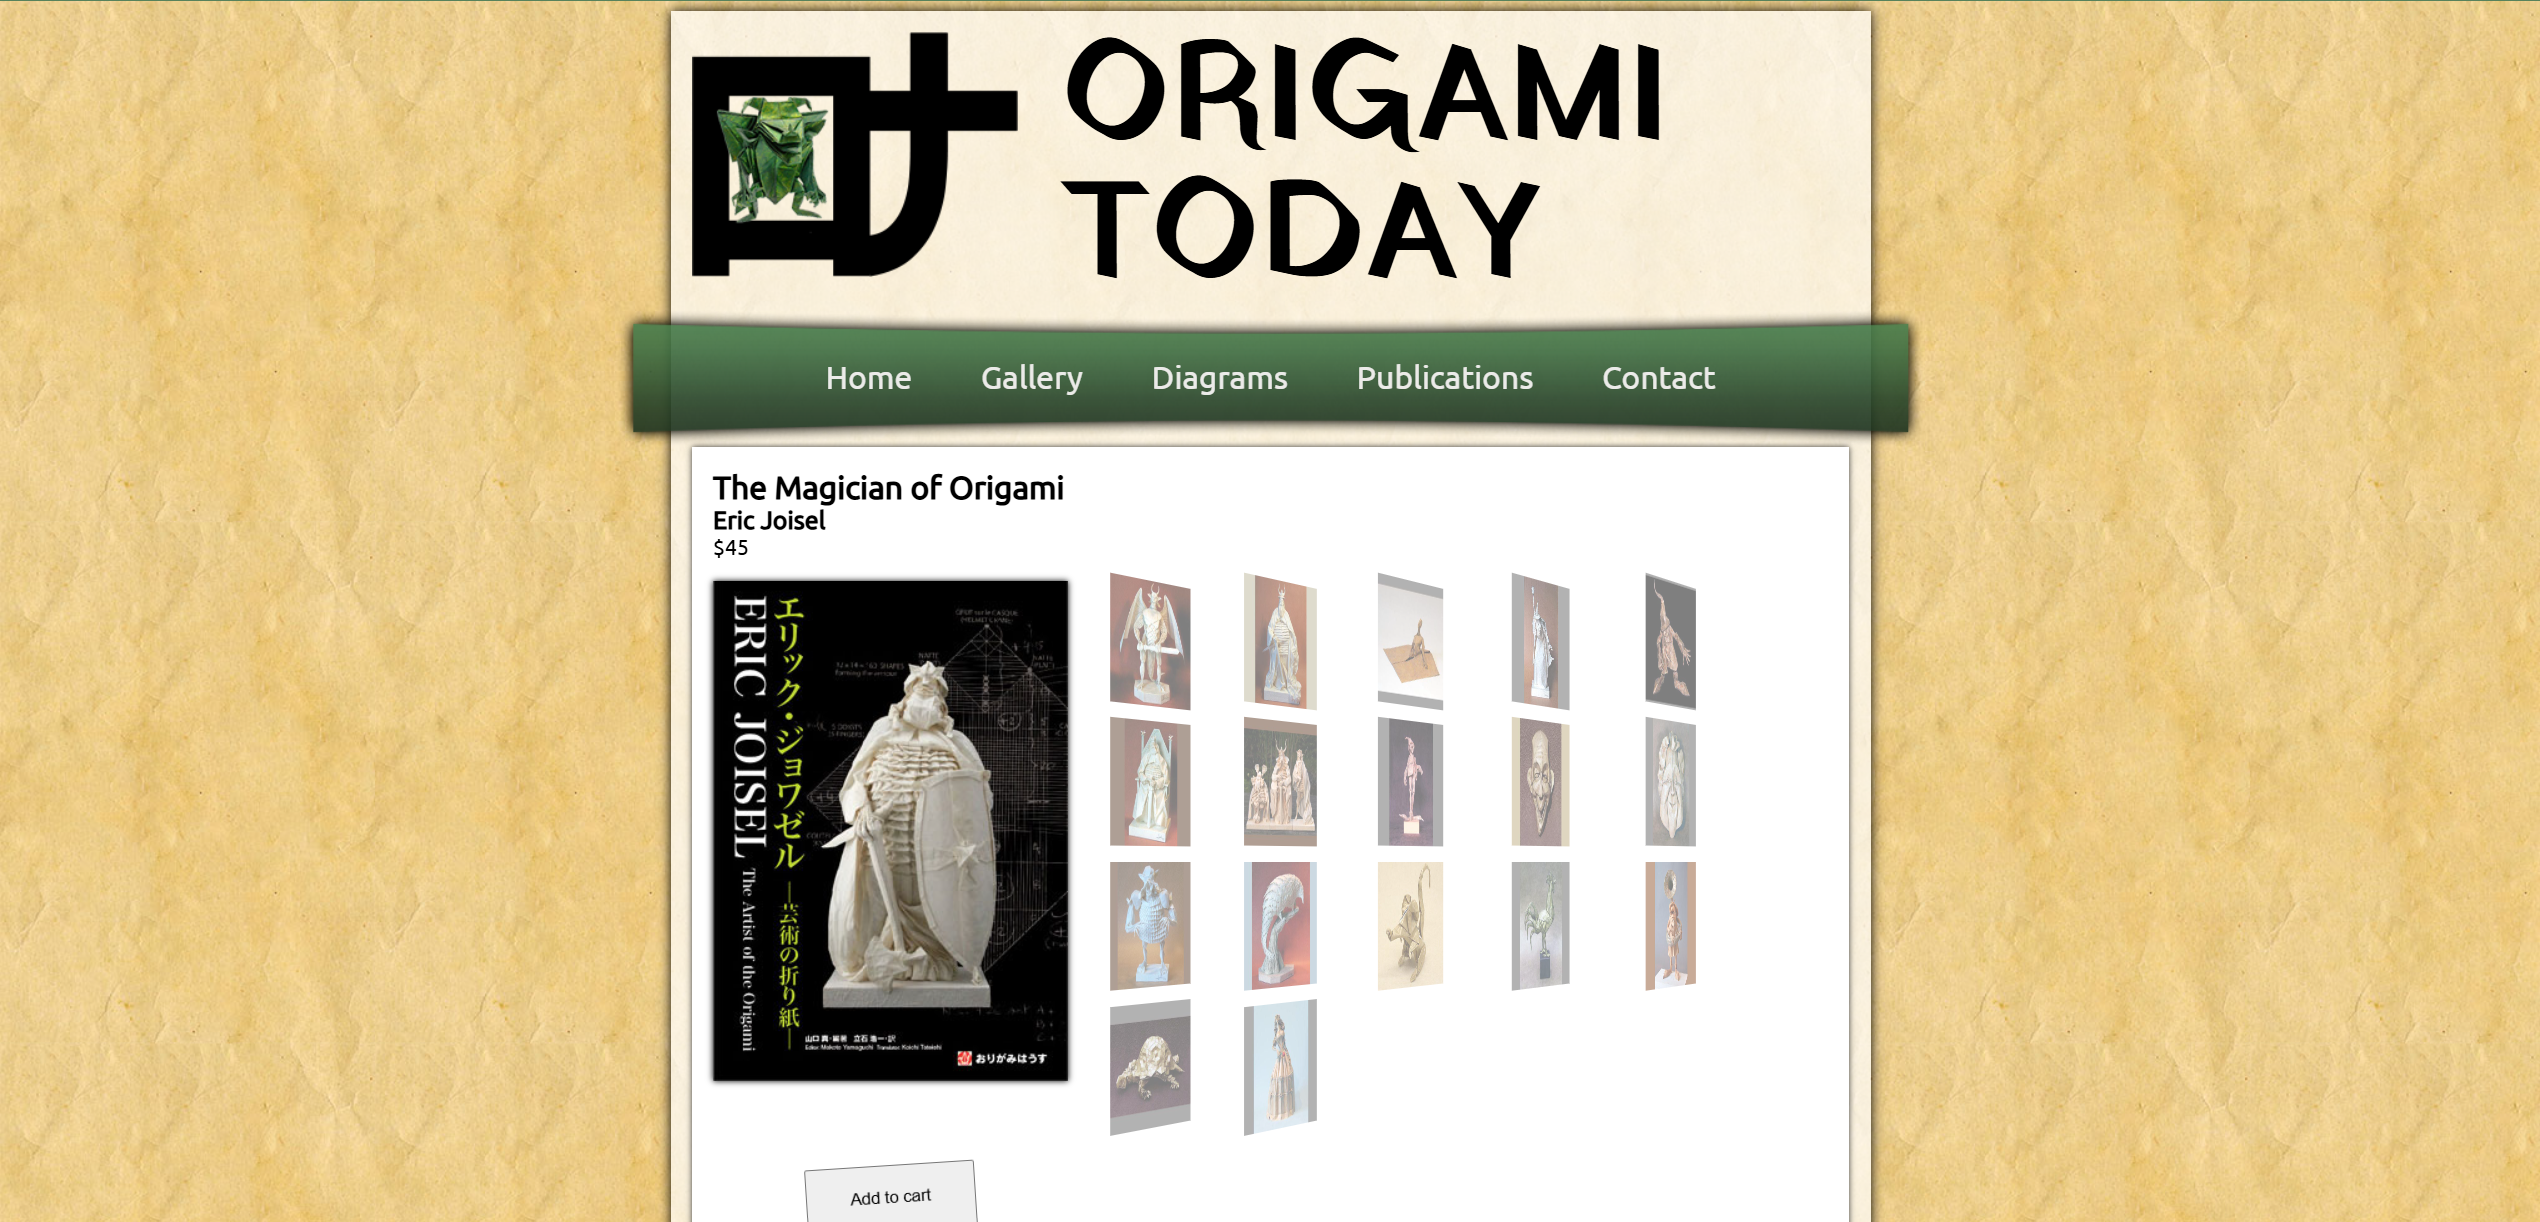 叶
ORIGAMI
TODAY
Home Gallery Diagrams Publications Contact
The Magician of Origami
Eric Joisel
$45
エリック・ジョワゼル ―芸術の折り紙―
ERIC JOISEL The Artist of the Origami
山口 真・編著 立石 浩一・訳
Editor Makoto Yamaguchi Translator Koichi Tateishi
おりがみはうす
Add to cart